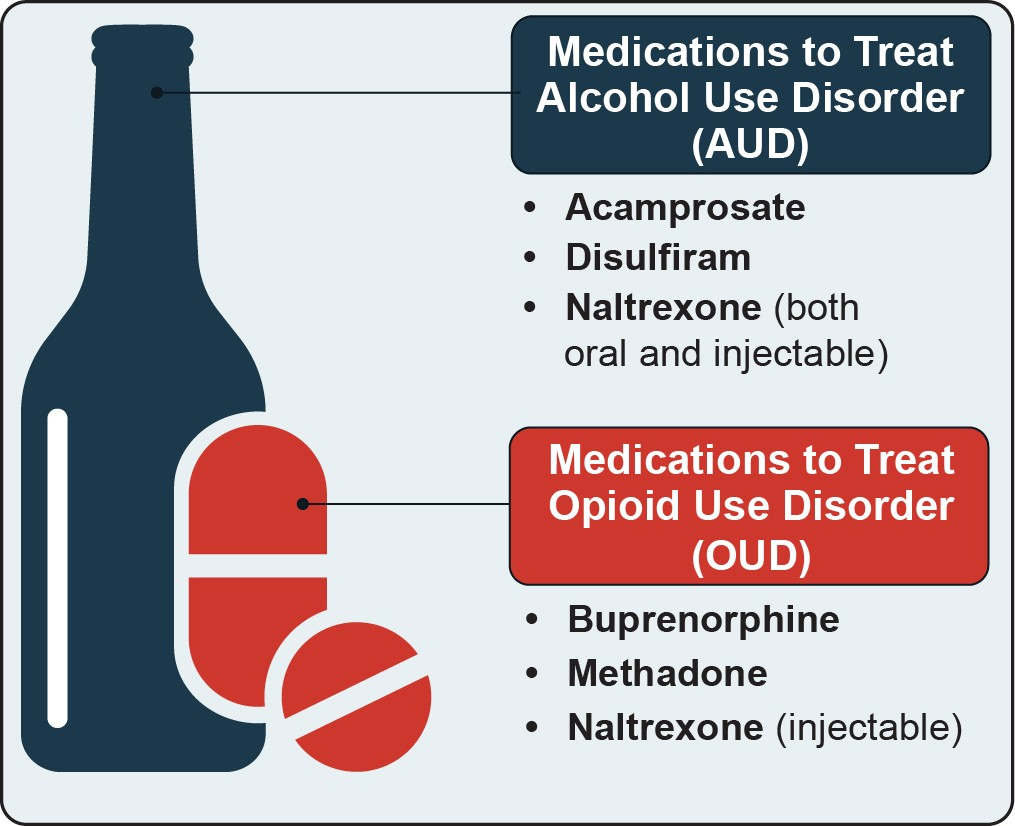 Medications to Treat
Alcohol Use Disorder
(AUD)
• Acamprosate
• Disulfiram
• Naltrexone (both
oral and injectable)
Medications to Treat
Opioid Use Disorder
(OUD)
• Buprenorphine
• Methadone
• Naltrexone (injectable)